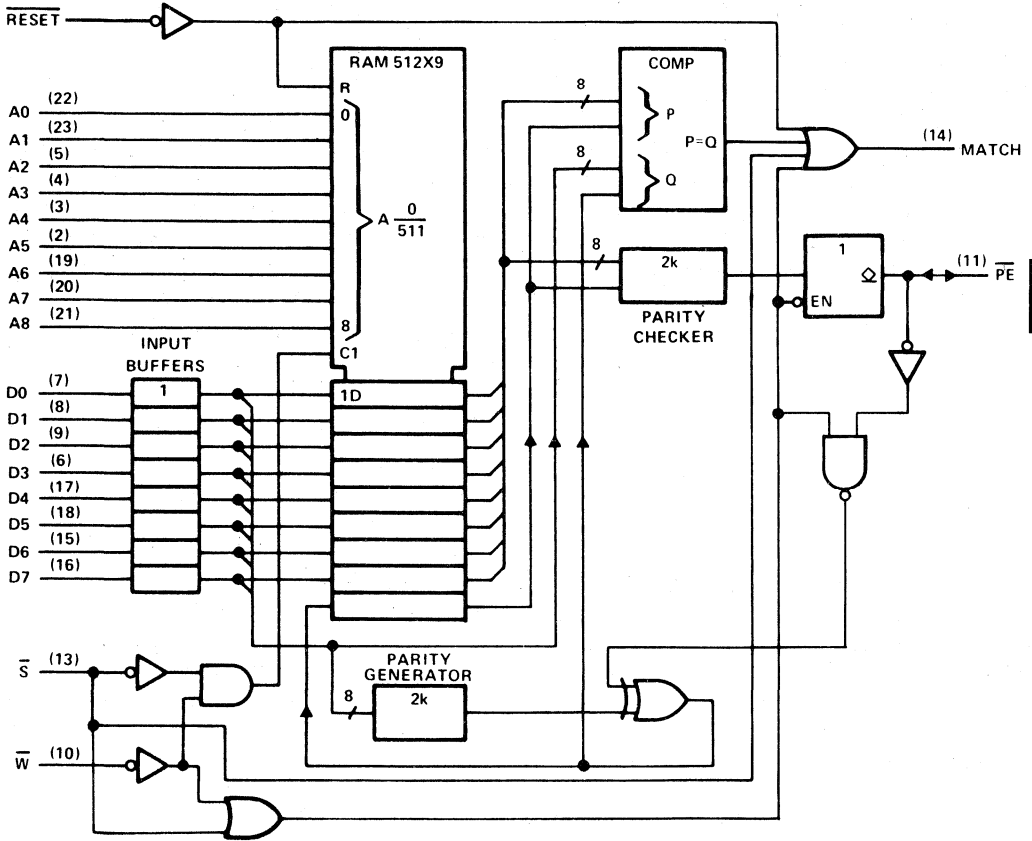 RESET
RAM 512X9
R
0
8
C1
A 0/511
A0 (22)
A1 (23)
A2 (5)
A3 (4)
A4 (3)
A5 (2)
A6 (19)
A7 (20)
A8 (21)
INPUT
BUFFERS
1
1D
D0 (7)
D1 (8)
D2 (9)
D3 (6)
D4 (17)
D5 (18)
D6 (15)
D7 (16)
COMP
8
P
P=Q
8
Q
(14) MATCH
8
2k
PARITY
CHECKER
1
EN
(11) PE
PARITY
GENERATOR
8
2k
S (13)
W (10)